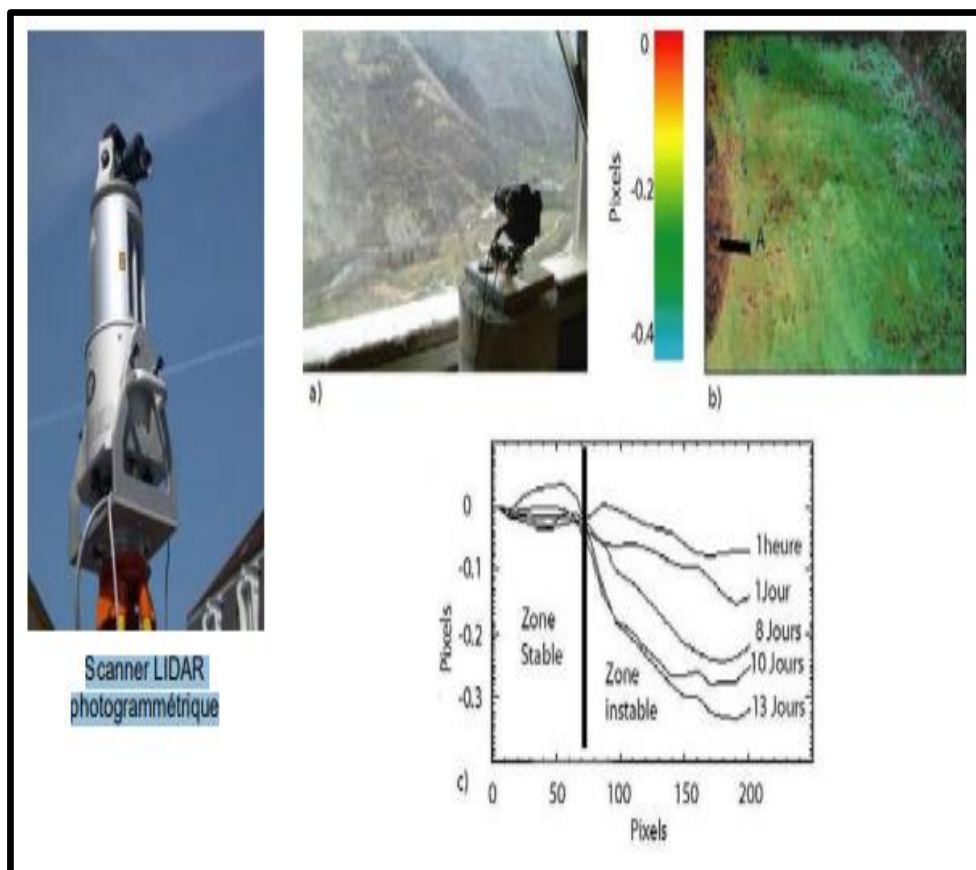 Scanner LIDAR
photogrammétrique
a)
Pixels
0
-0.2
-0.4
A
b)
c)
Pixels
0
-0.1
-0.2
-0.3
Zone
Stable
Zone
instable
1heure
1Jour
8 Jours
10 Jours
13 Jours
0
50
100
150
200
Pixels